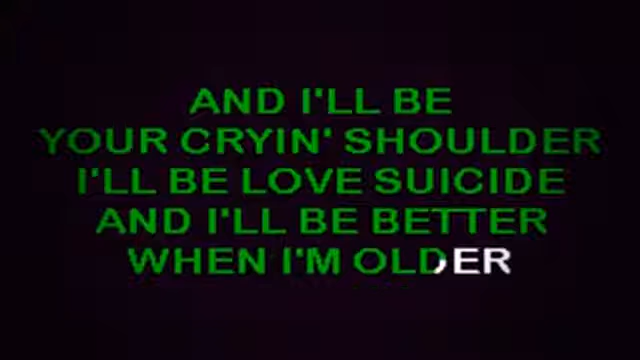 AND I'LL BE
YOUR CRYIN' SHOULDER
I'LL BE LOVE SUICIDE
AND I'LL BE BETTER
WHEN I'M OLDER